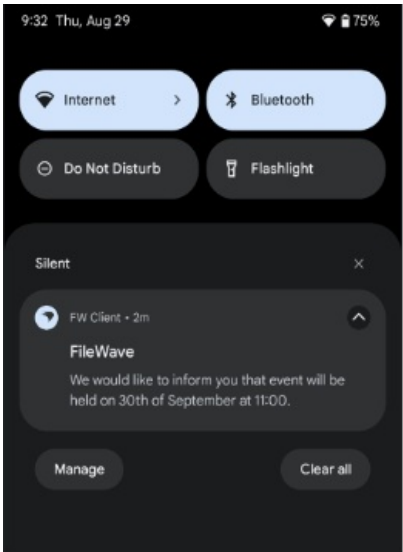 9:32 Thu, Aug 29 75%
Internet Bluetooth
Do Not Disturb Flashlight
Silent
FW Client • 2m
FileWave
We would like to inform you that event will be
held on 30th of September at 11:00.
Manage Clear all